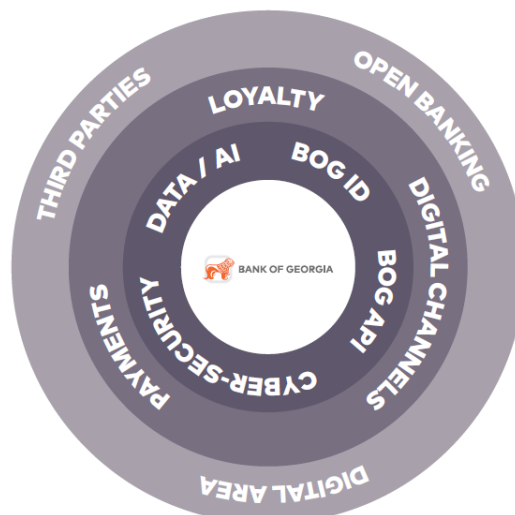 THIRD PARTIES
OPEN BANKING
DIGITAL AREA
LOYALTY
DIGITAL CHANNELS
PAYMENTS
DATA / AI
BOG ID
BOG API
CYBER-SECURITY
BANK OF GEORGIA